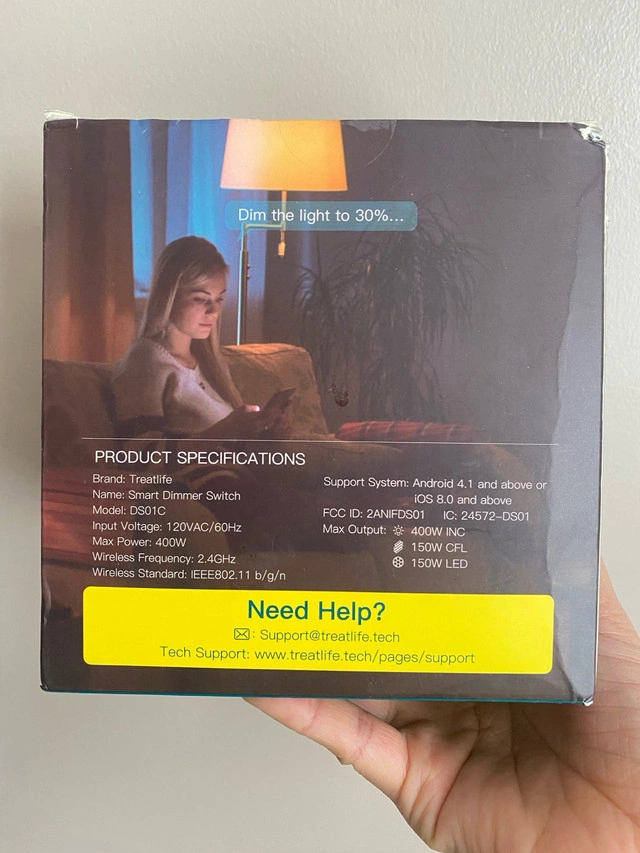 Dim the light to 30%...
PRODUCT SPECIFICATIONS
Brand: Treatlife
Name: Smart Dimmer Switch
Model: DS01C
Input Voltage: 120VAC/60Hz
Max Power: 400W
Wireless Frequency: 2.4GHz
Wireless Standard: IEEE802.11 b/g/n
Support System: Android 4.1 and above or
iOS 8.0 and above
FCC ID: 2ANIFDS01 IC: 24572-DS01
Max Output: 400W INC
150W CFL
150W LED
Need Help?
: Support@treatlife.tech
Tech Support: www.treatlife.tech/pages/support